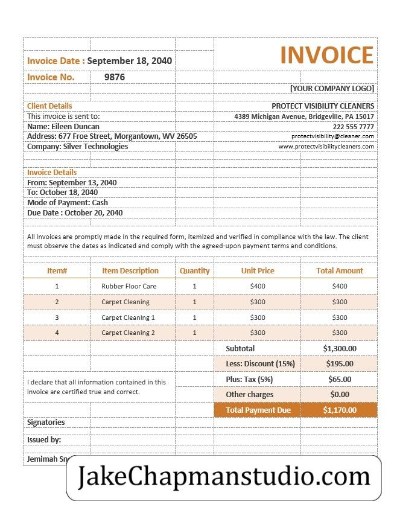 INVOICE
Invoice Date : September 18, 2040
Invoice No. 9876
[YOUR COMPANY LOGO]
Client Details PROTECT VISIBILITY CLEANERS
This invoice is sent to: 4389 Michigan Avenue, Bridgeville, PA 15017
Name: Eileen Duncan 222 555 7777
Address: 677 Froe Street, Morgantown, WV 26505 protectvisibility@cleaner.com
Company: Silver Technologies www.protectvisibilitycleaners.com
Invoice Details
From: September 13, 2040
To: October 18, 2040
Mode of Payment: Cash
Due Date : October 20, 2040
All invoices are promptly made in the required form, itemized and verified in compliance with the law. The client
must observe the dates as indicated and comply with the agreed-upon payment terms and conditions.
Item# Item Description Quantity Unit Price Total Amount
1 Rubber Floor Care 1 $400 $400
2 Carpet Cleaning 1 $300 $300
3 Carpet Cleaning 1 1 $300 $300
4 Carpet Cleaning 2 1 $300 $300
Subtotal $1,300.00
Less: Discount (15%) $195.00
Plus: Tax (5%) $65.00
I declare that all information contained in this
invoice are certified true and correct.
Other charges $0.00
Total Payment Due $1,170.00
Signatories
Issued by:
Jemimah
JakeChapmanstudio.com